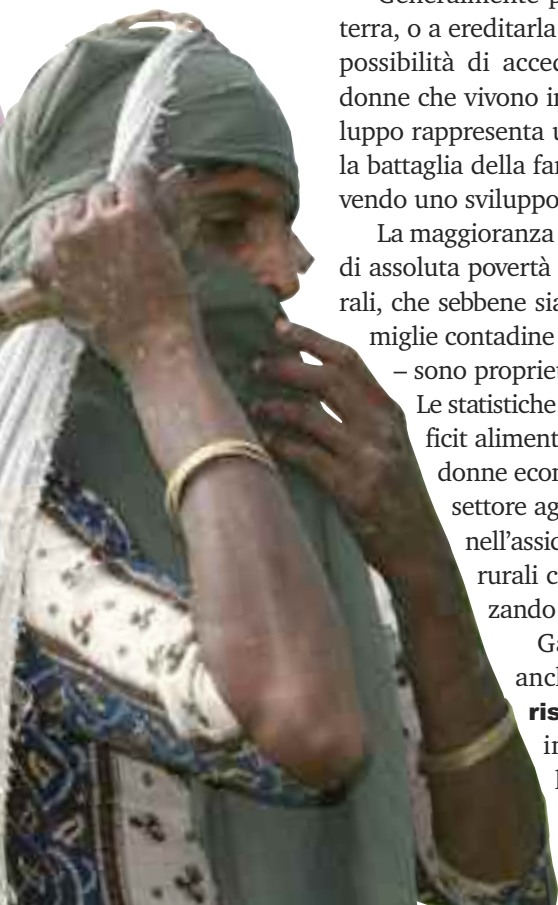 terra, o a ereditarla
possibilità di acced
donne che vivono in
luppo rappresenta u
la battaglia della fan
vendo uno sviluppo
La maggioranza
di assoluta povertà
rali, che sebbene sia
miglie contadine
– sono propriet
Le statistiche
ficit aliment
donne econ
settore ag
nell’assic
rurali c
zando
Ga
anch
ris
in